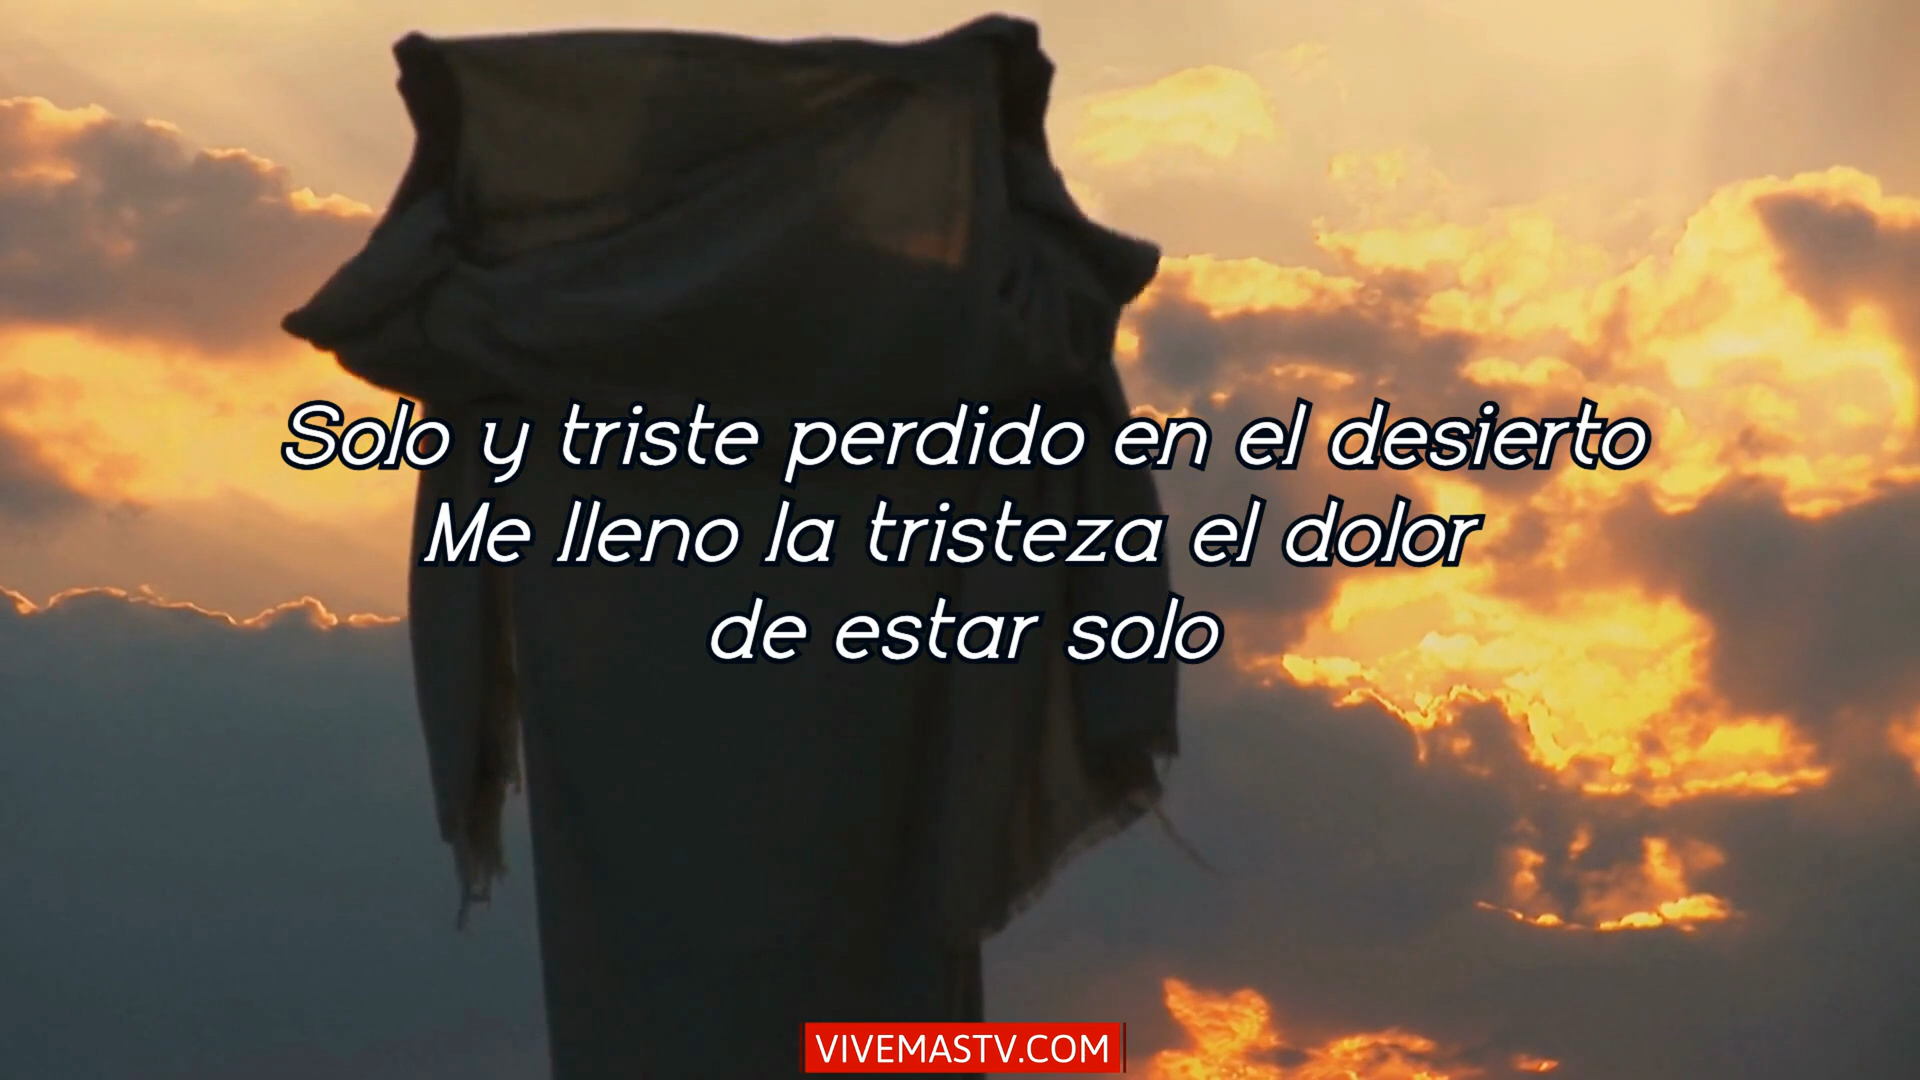 Solo y triste perdido en el desierto
Me lleno la tristeza el dolor
de estar solo
VIVEMASTV.COM